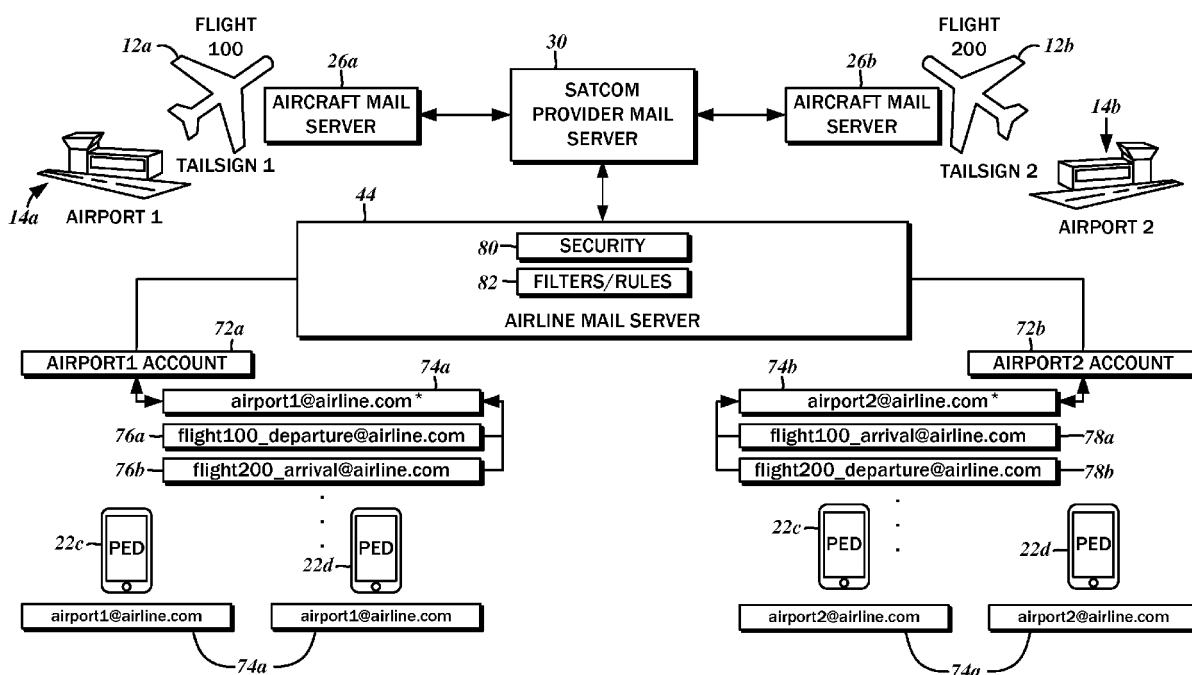 FLIGHT
100
12a
26a
AIRCRAFT MAIL
SERVER
TAILSIGN 1
14a
AIRPORT 1
30
SATCOM
PROVIDER MAIL
SERVER
26b
AIRCRAFT MAIL
SERVER
FLIGHT
200
12b
14b
TAILSIGN 2
AIRPORT 2
44
80
SECURITY
82
FILTERS/RULES
AIRLINE MAIL SERVER
72a
AIRPORT1 ACCOUNT
74a
airport1@airline.com*
76a
flight100_departure@airline.com
76b
flight200_arrival@airline.com
72b
AIRPORT2 ACCOUNT
74b
airport2@airline.com*
flight100_arrival@airline.com
78a
flight200_departure@airline.com
78b
22c
PED
22d
PED
airport1@airline.com
airport1@airline.com
74a
22c
PED
22d
PED
airport2@airline.com
airport2@airline.com
74a